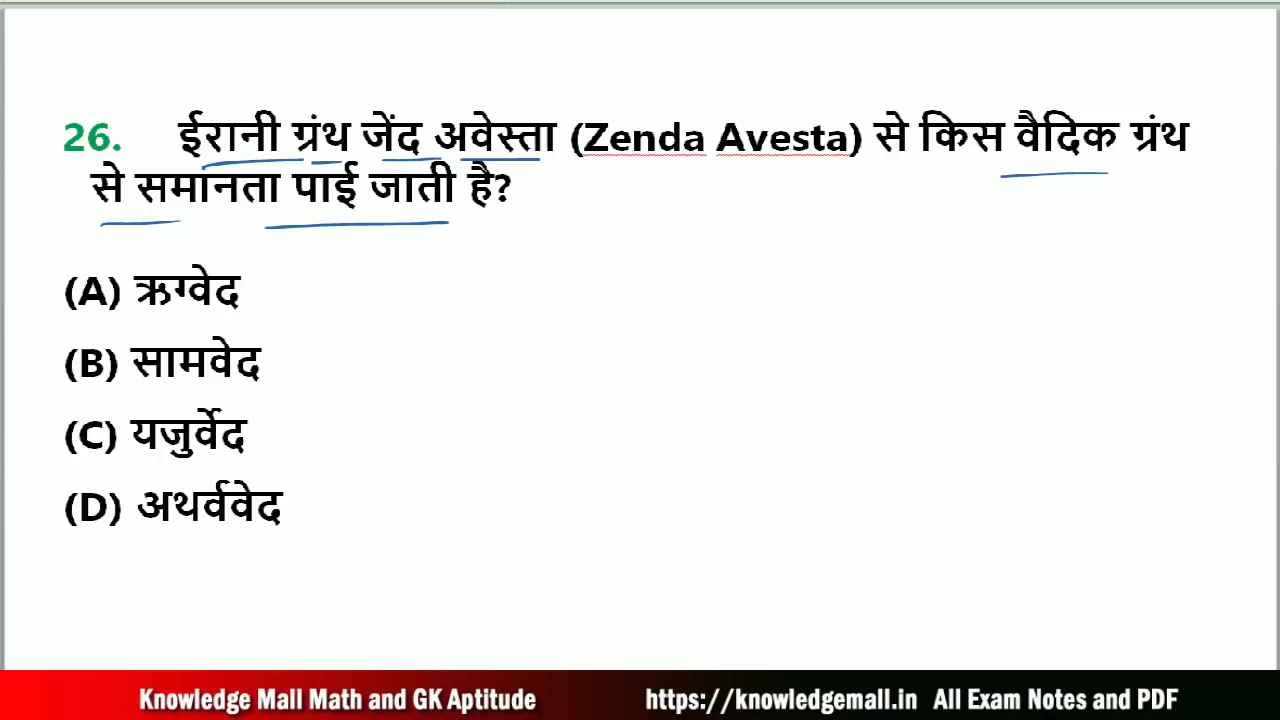 26. ईरानी ग्रंथ जेंद अवेस्ता (Zenda Avesta) से किस वैदिक ग्रंथ
से समानता पाई जाती है?
(A) ऋग्वेद
(B) सामवेद
(C) यजुर्वेद
(D) अथर्ववेद
Knowledge Mall Math and GK Aptitude https://knowledgemall.in All Exam Notes and PDF